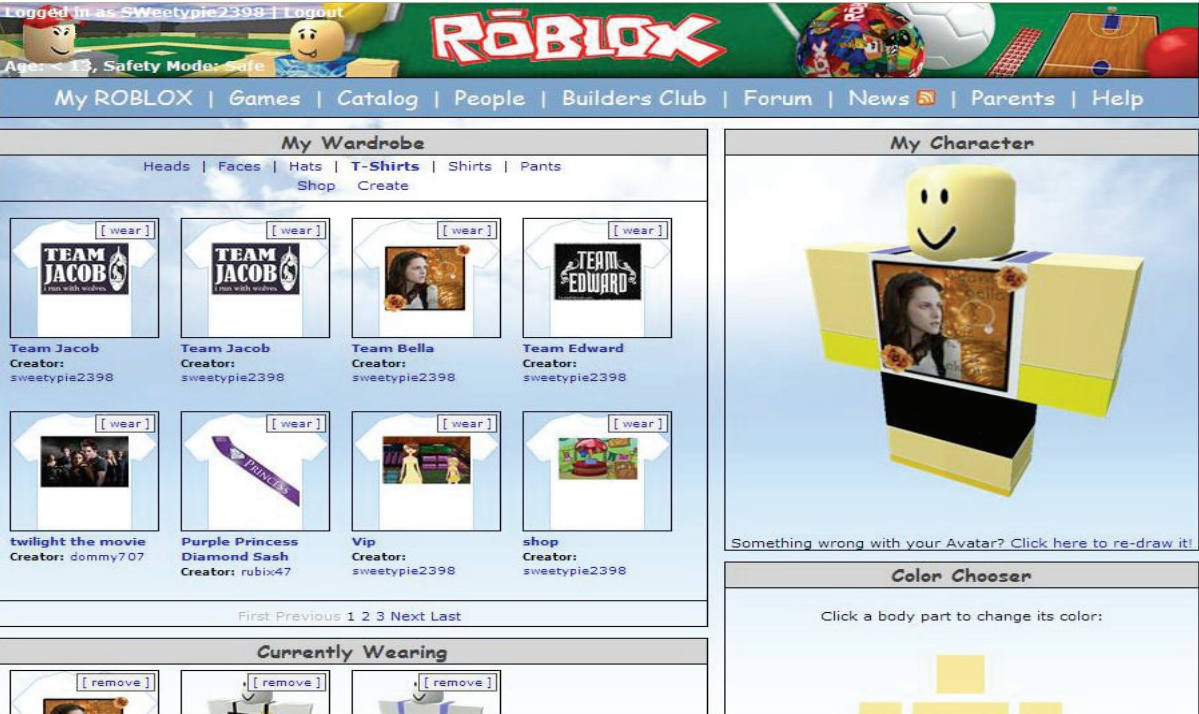 Logged in as SWeetypie2398 | Logout
Age: < 13, Safety Mode: Safe
ROBLOX
ROBLOX
My ROBLOX | Games | Catalog | People | Builders Club | Forum | News | Parents | Help
My Wardrobe
Heads | Faces | Hats | T-Shirts | Shirts | Pants
Shop Create
[ wear ] [ wear ] [ wear ] [ wear ]
TEAM
JACOB
i run with wolves
TEAM
JACOB
i run with wolves
TEAM
EDWARD
Team Jacob
Creator:
sweetypie2398
Team Jacob
Creator:
sweetypie2398
Team Bella
Creator:
sweetypie2398
Team Edward
Creator:
sweetypie2398
[ wear ] [ wear ] [ wear ] [ wear ]
PRINCESS
twilight the movie
Creator: dommy707
Purple Princess
Diamond Sash
Creator: rubix47
Vip
Creator:
sweetypie2398
shop
Creator:
sweetypie2398
First Previous 1 2 3 Next Last
Currently Wearing
[ remove ] [ remove ] [ remove ]
My Character
bella
Something wrong with your Avatar? Click here to re-draw it!
Color Chooser
Click a body part to change its color: